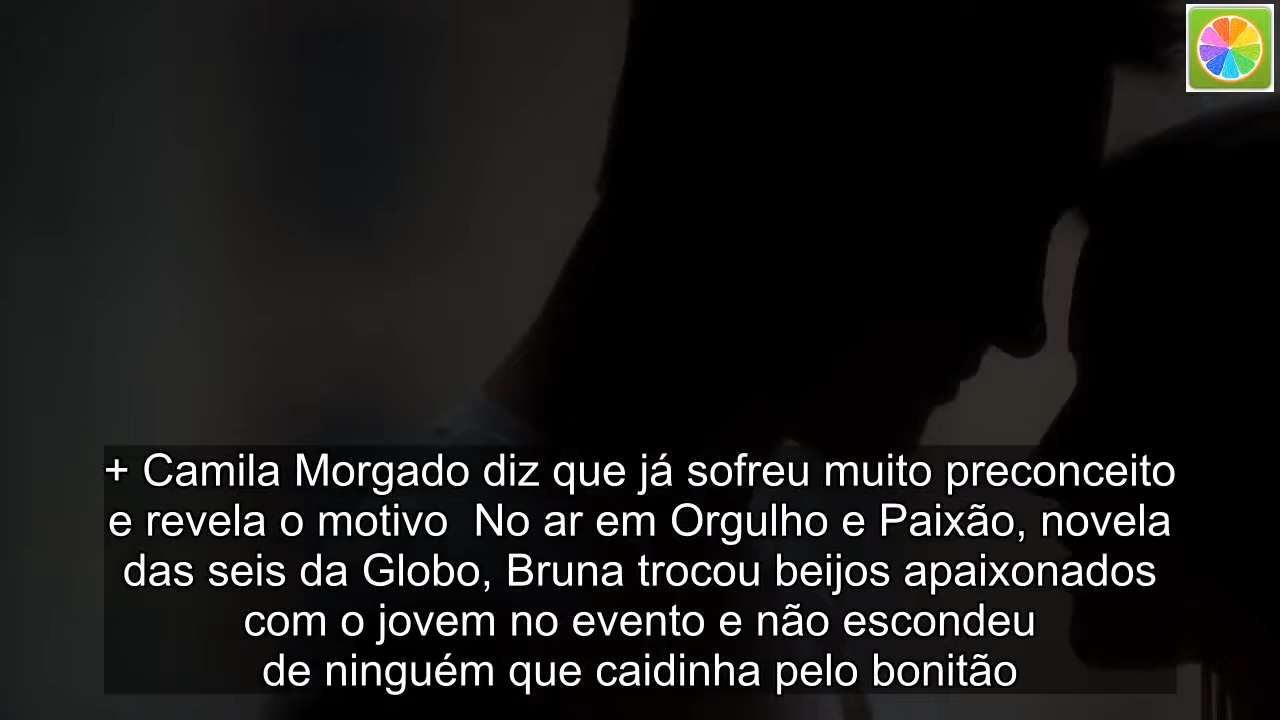 + Camila Morgado diz que já sofreu muito preconceito
e revela o motivo  No ar em Orgulho e Paixão, novela
das seis da Globo, Bruna trocou beijos apaixonados
com o jovem no evento e não escondeu
de ninguém que caidinha pelo bonitão